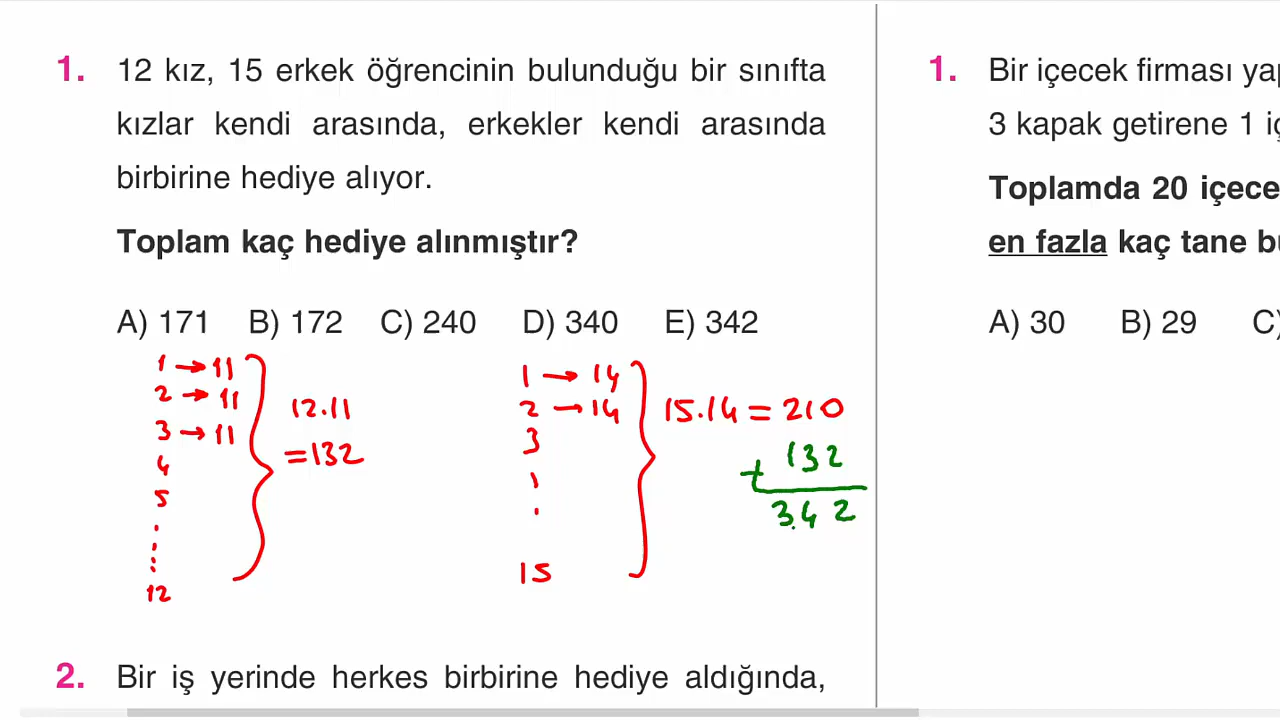 1. 12 kız, 15 erkek öğrencinin bulunduğu bir sınıfta
kızlar kendi arasında, erkekler kendi arasında
birbirine hediye alıyor.
Toplam kaç hediye alınmıştır?
A) 171 B) 172 C) 240 D) 340 E) 342
1 → 11
2 → 11
3 → 11
4
5
.
.
.
.
12
12.11
=132
1 → 14
2 → 14
3
.
.
15
15.14 = 210
+ 132
342
2. Bir iş yerinde herkes birbirine hediye aldığında,
1. Bir içecek firması yap
3 kapak getirene 1 iç
Toplamda 20 içece
en fazla kaç tane bu
A) 30 B) 29 C)